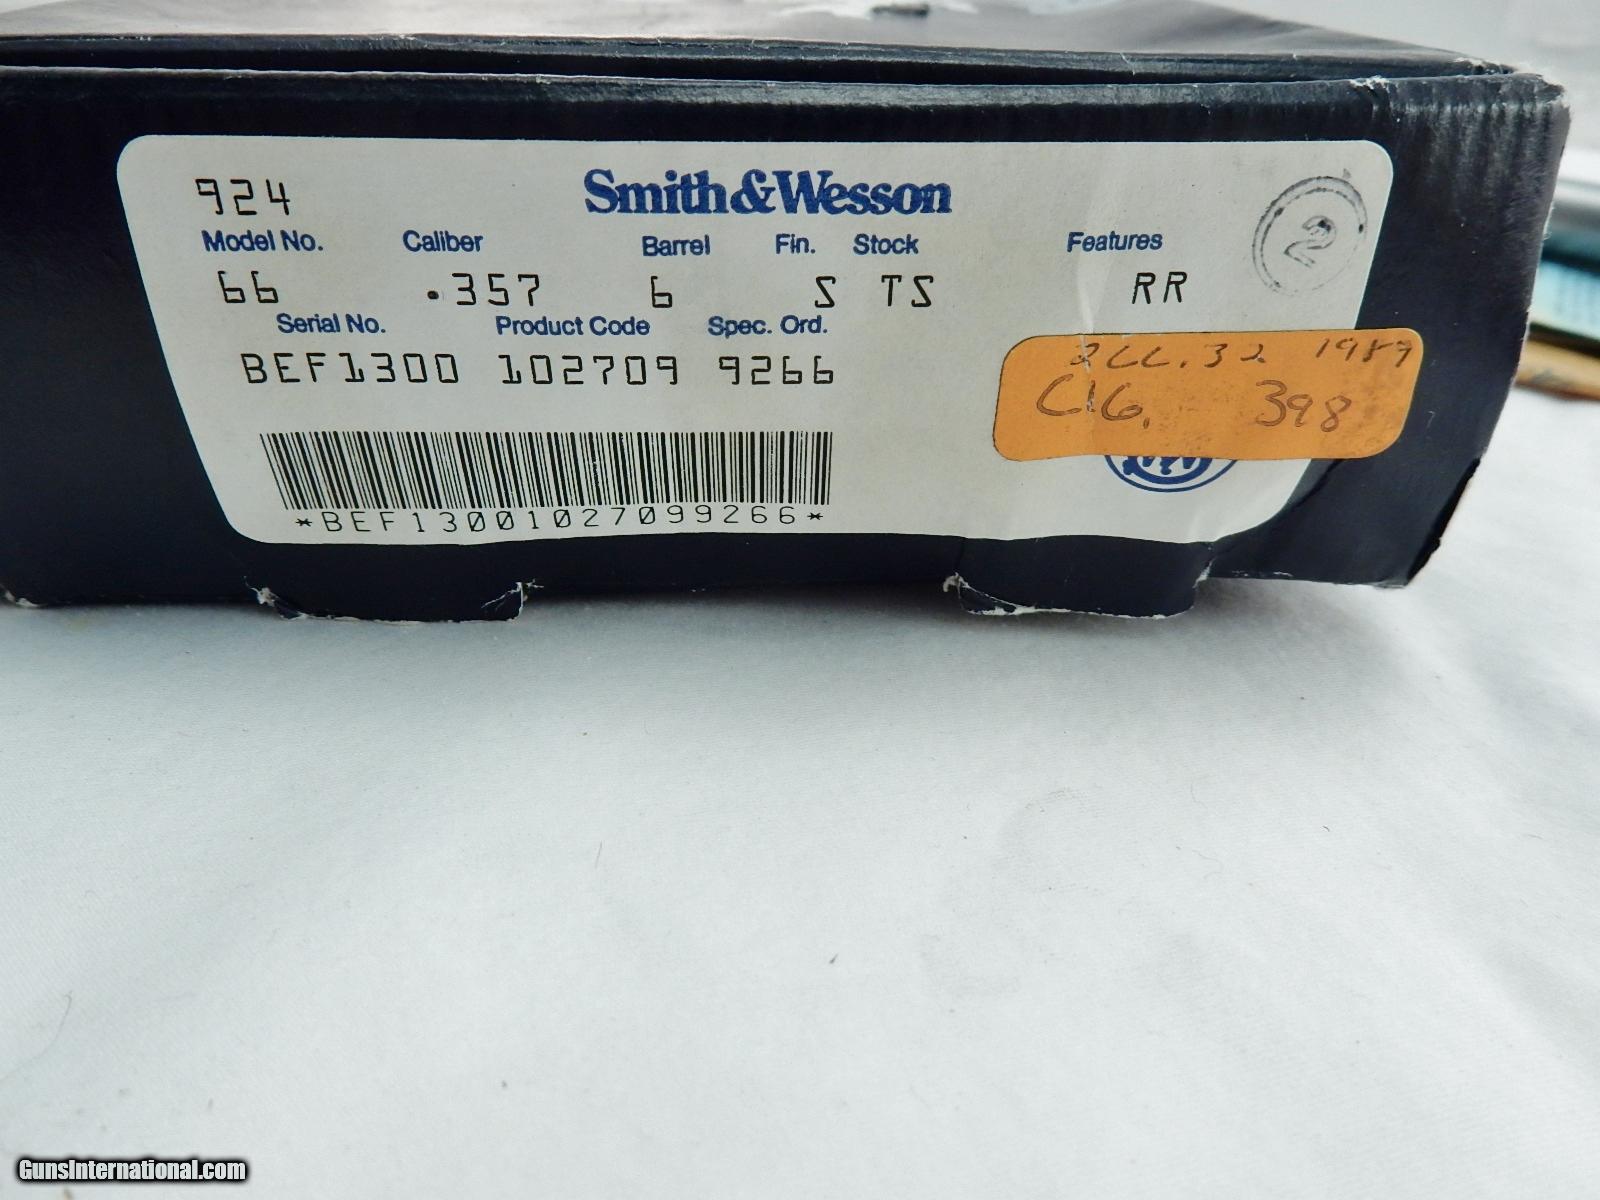 924
Smith&Wesson
2
Model No. Caliber Barrel Fin. Stock Features
66 .357 6 S TS RR
Serial No. Product Code Spec. Ord.
BEF1300 102709 9266
32 1989
398
*BEF13001027099266*
GunsInternational.com